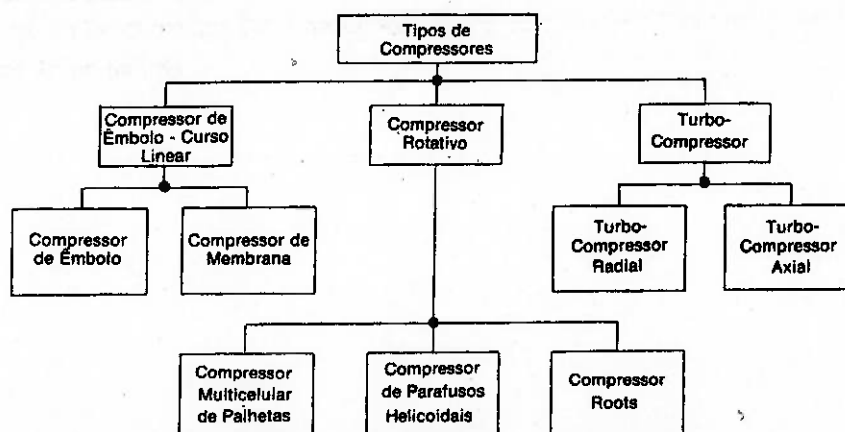 Tipos de
Compressores
Compressor de
Êmbolo - Curso
Linear
Compressor
Rotativo
Turbo-
Compressor
Compressor
de Êmbolo
Compressor de
Membrana
Turbo-
Compressor
Radial
Turbo-
Compressor
Axial
Compressor
Multicelular
de Palhetas
Compressor
de Parafusos
Helicoidais
Compressor
Roots